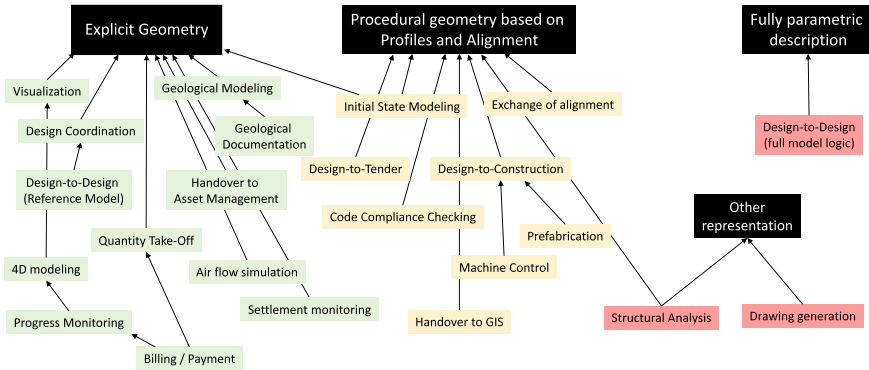 Explicit Geometry
Procedural geometry based on
Profiles and Alignment
Fully parametric
description
Visualization
Geological Modeling
Initial State Modeling
Exchange of alignment
Design Coordination
Geological
Documentation
Design-to-Design
(full model logic)
Design-to-Tender
Design-to-Construction
Design-to-Design
(Reference Model)
Handover to
Asset Management
Code Compliance Checking
Other
representation
Quantity Take-Off
Prefabrication
4D modeling
Air flow simulation
Machine Control
Settlement monitoring
Progress Monitoring
Handover to GIS
Structural Analysis
Drawing generation
Billing / Payment